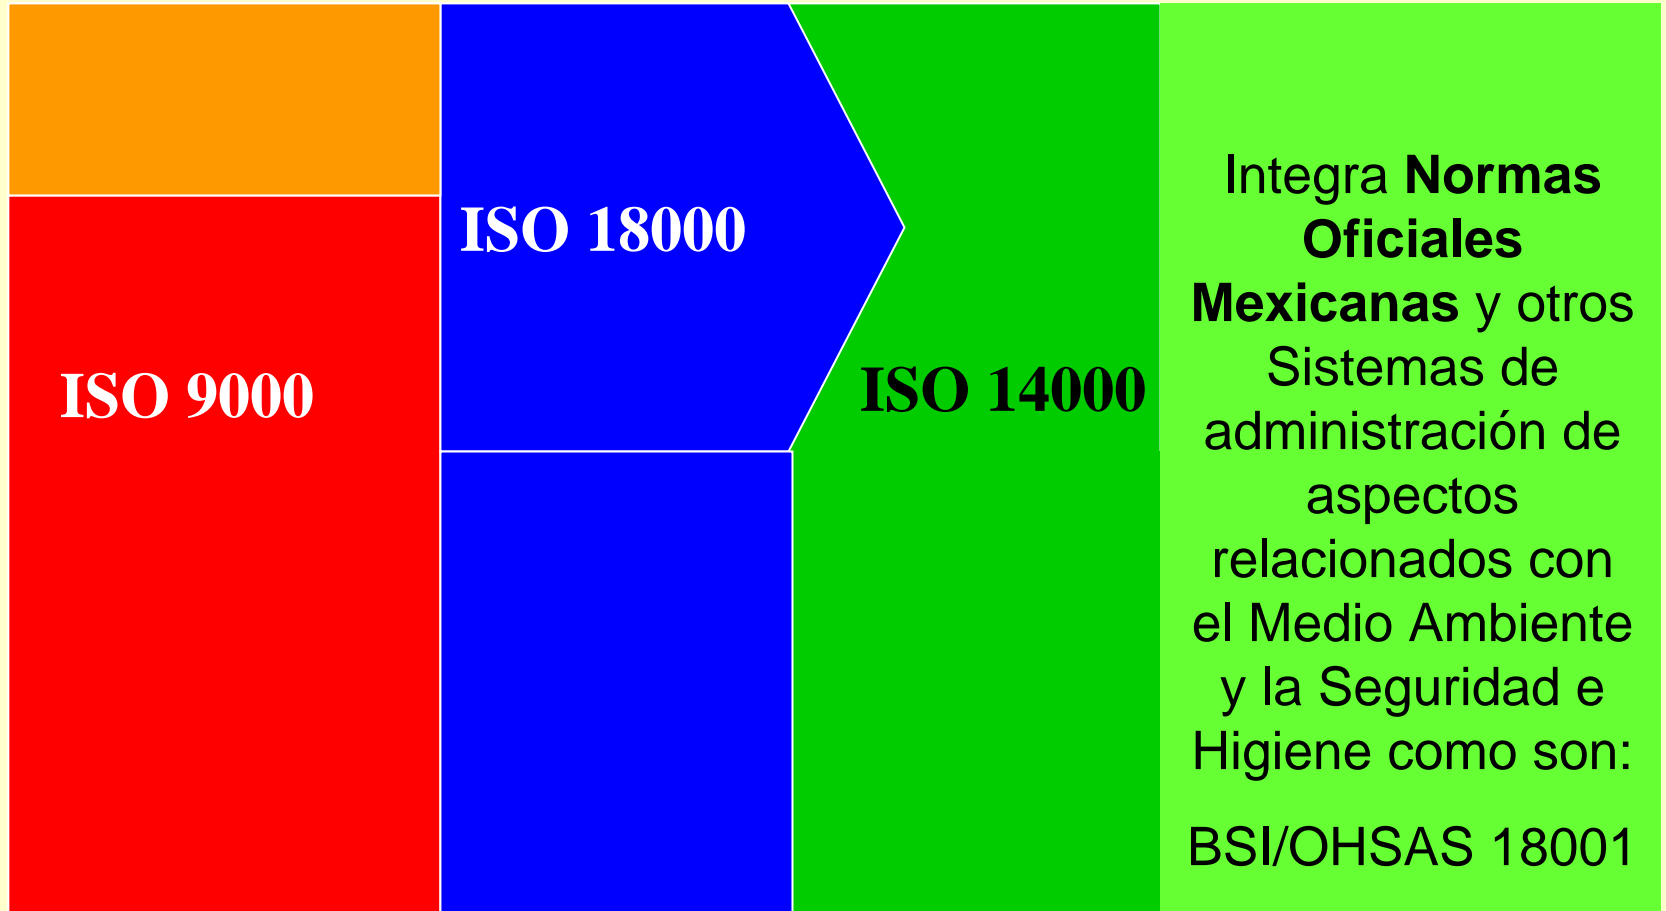 ISO 9000
ISO 18000
ISO 14000
Integra Normas
Oficiales
Mexicanas y otros
Sistemas de
administración de
aspectos
relacionados con
el Medio Ambiente
y la Seguridad e
Higiene como son:
BSI/OHSAS 18001